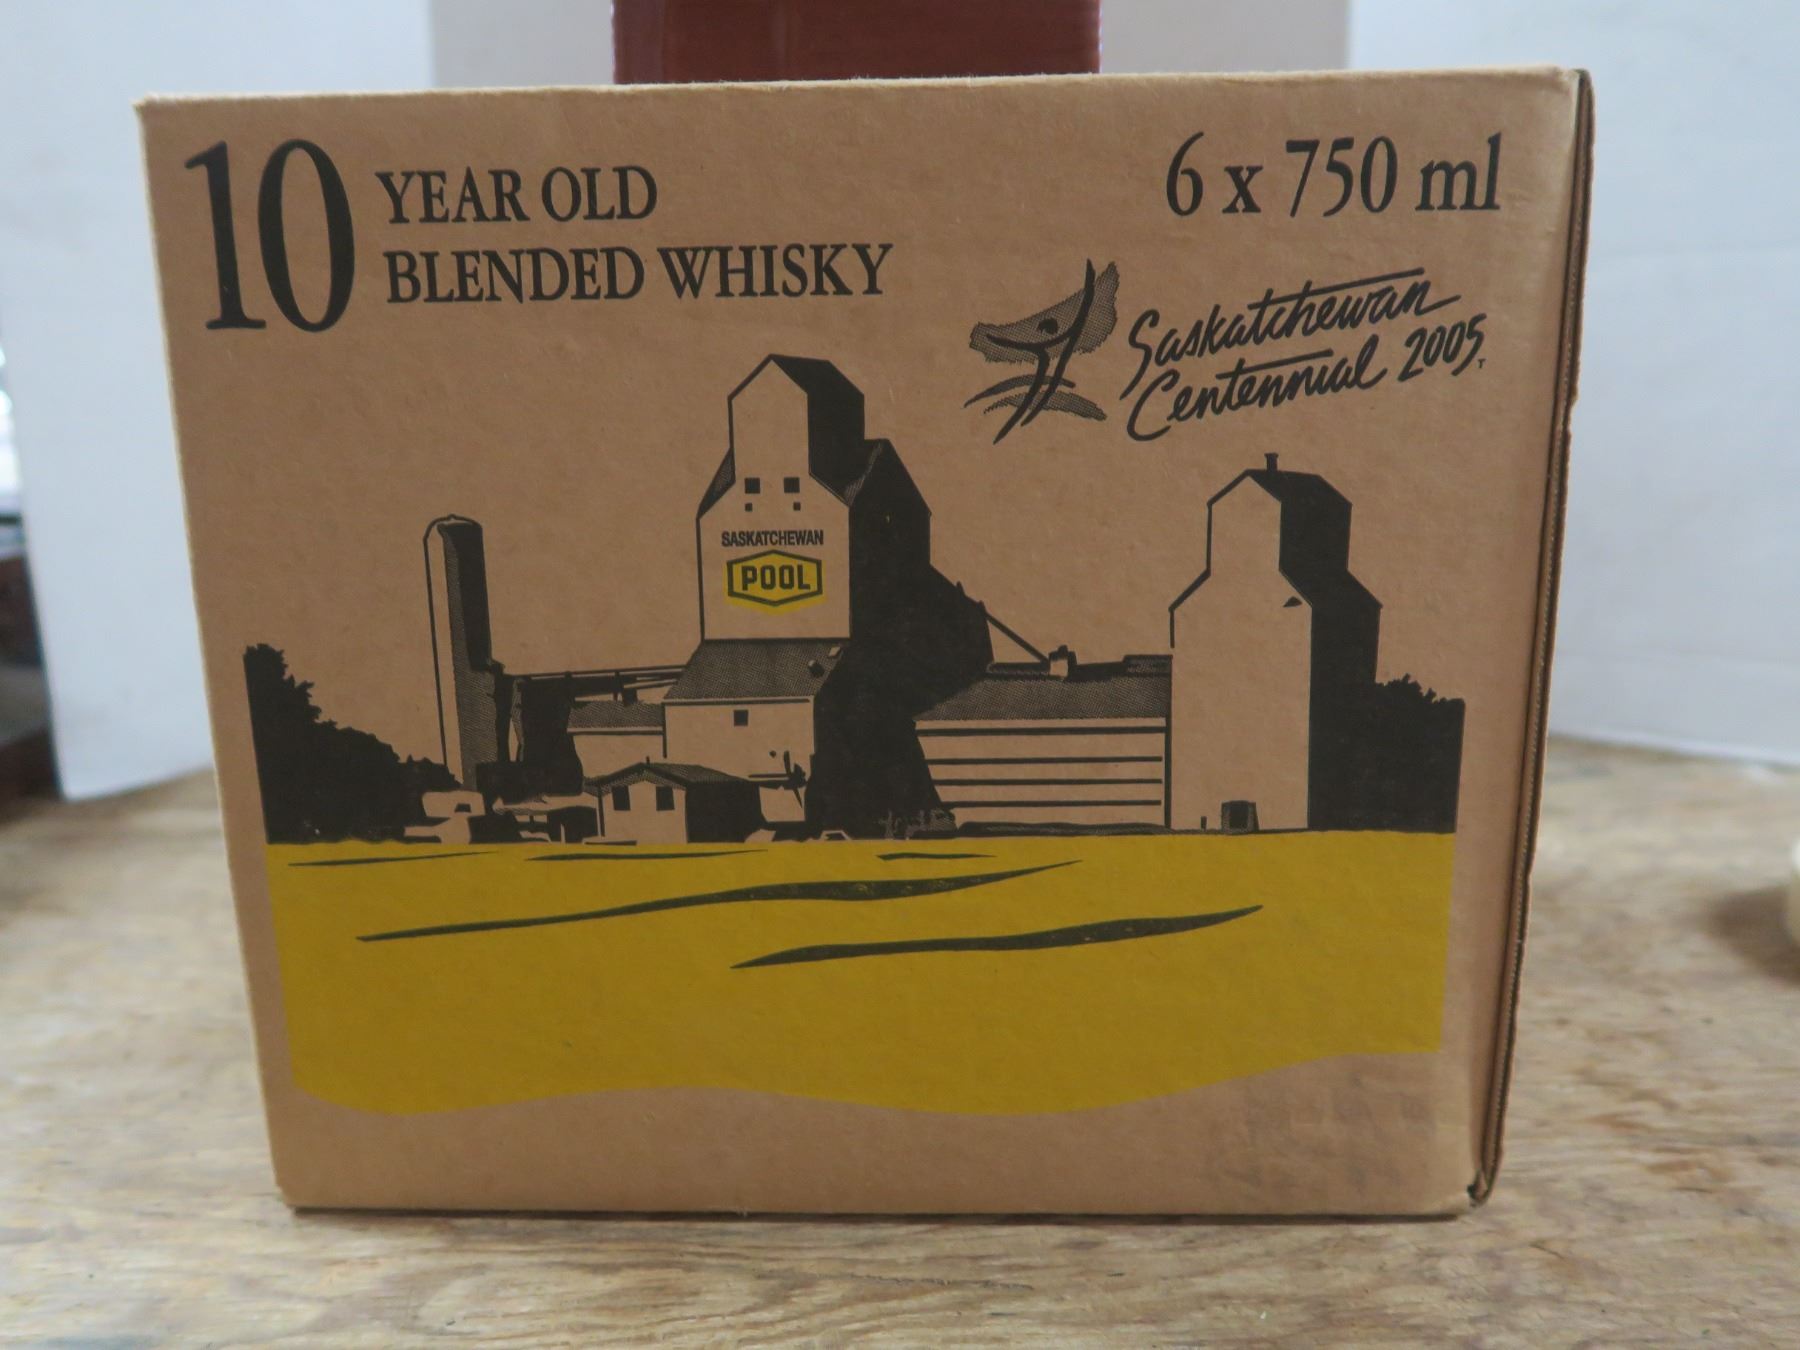 10 YEAR OLD
BLENDED WHISKY
6 x 750 ml
Saskatchewan
Centennial 2005
T
SASKATCHEWAN
POOL